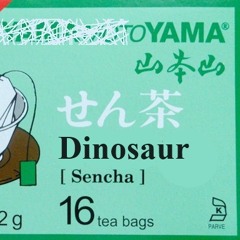 OYAMA®
山本山
せん茶
Dinosaur
[ Sencha ]
2 g
16 tea bags
K
PARVE